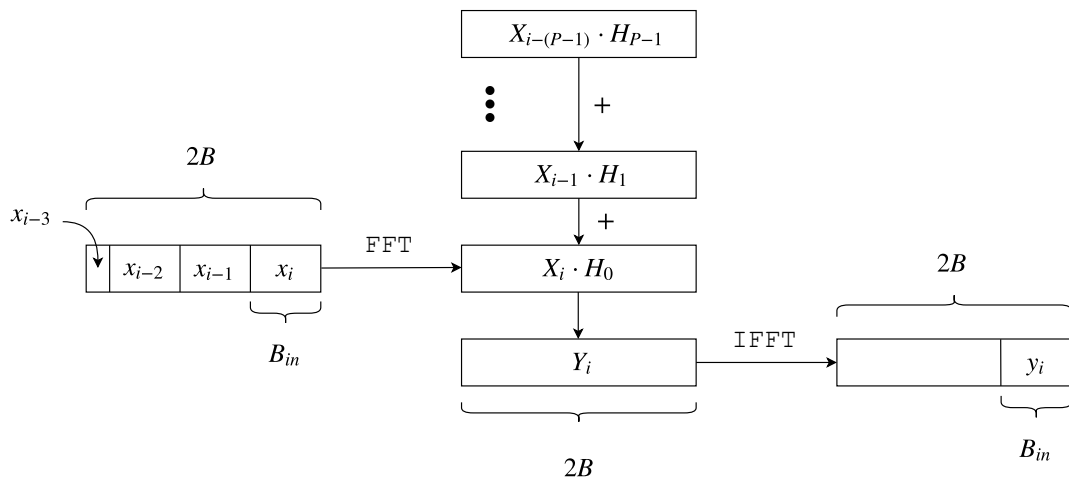 X_{i−(P−1)} · H_{P−1}
+
2B
X_{i−1} · H_1
x_{i−3}
+
x_{i−2} x_{i−1} x_i
FFT
X_i · H_0
2B
B_{in}
Y_i
IFFT
y_i
2B
B_{in}